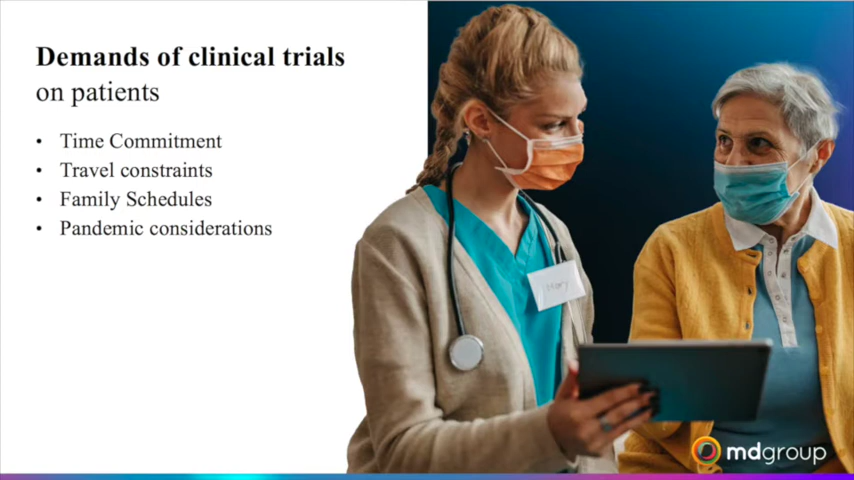 Demands of clinical trials
on patients
• Time Commitment
• Travel constraints
• Family Schedules
• Pandemic considerations
mdgroup